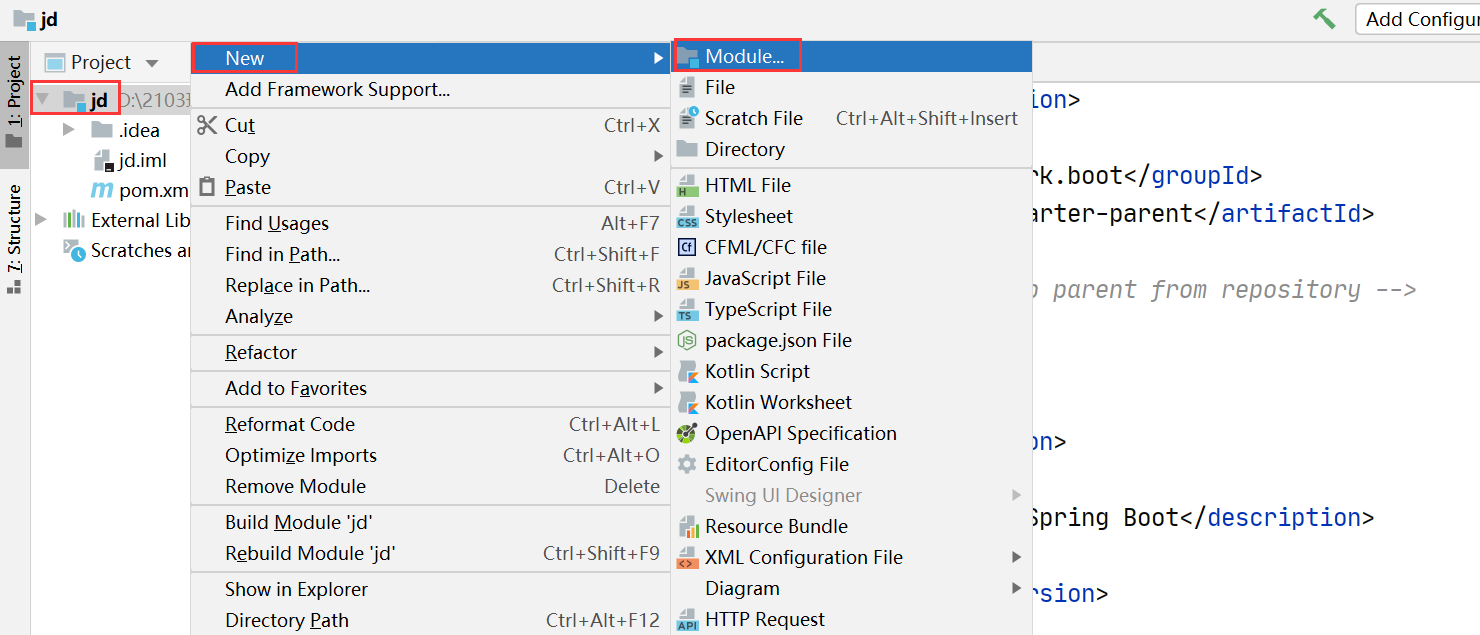 jd
Add Configur
1: Project
7: Structure
Project
jd D:\2103
.idea
jd.iml
pom.xm
External Lib
Scratches a
New
Add Framework Support...
Cut Ctrl+X
Copy
Paste Ctrl+V
Find Usages Alt+F7
Find in Path... Ctrl+Shift+F
Replace in Path... Ctrl+Shift+R
Analyze
Refactor
Add to Favorites
Reformat Code Ctrl+Alt+L
Optimize Imports Ctrl+Alt+O
Remove Module Delete
Build Module 'jd'
Rebuild Module 'jd' Ctrl+Shift+F9
Show in Explorer
Directory Path Ctrl+Alt+F12
Module...
File
Scratch File Ctrl+Alt+Shift+Insert
Directory
HTML File
Stylesheet
CFML/CFC file
JavaScript File
TypeScript File
package.json File
Kotlin Script
Kotlin Worksheet
OpenAPI Specification
EditorConfig File
Swing UI Designer
Resource Bundle
XML Configuration File
Diagram
HTTP Request
ion>
rk.boot</groupId>
arter-parent</artifactId>
parent from repository -->
on>
Spring Boot</description>
rsion>